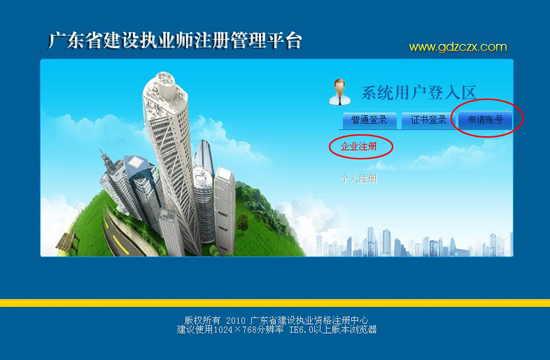 广东省建设执业师注册管理平台
www.gdzczx.com
系统用户登入区
普通登录 证书登录 申请账号
企业注册
个人注册
版权所有 2010 广东省建设执业资格注册中心
建议使用1024×768分辨率 IE6.0以上版本浏览器